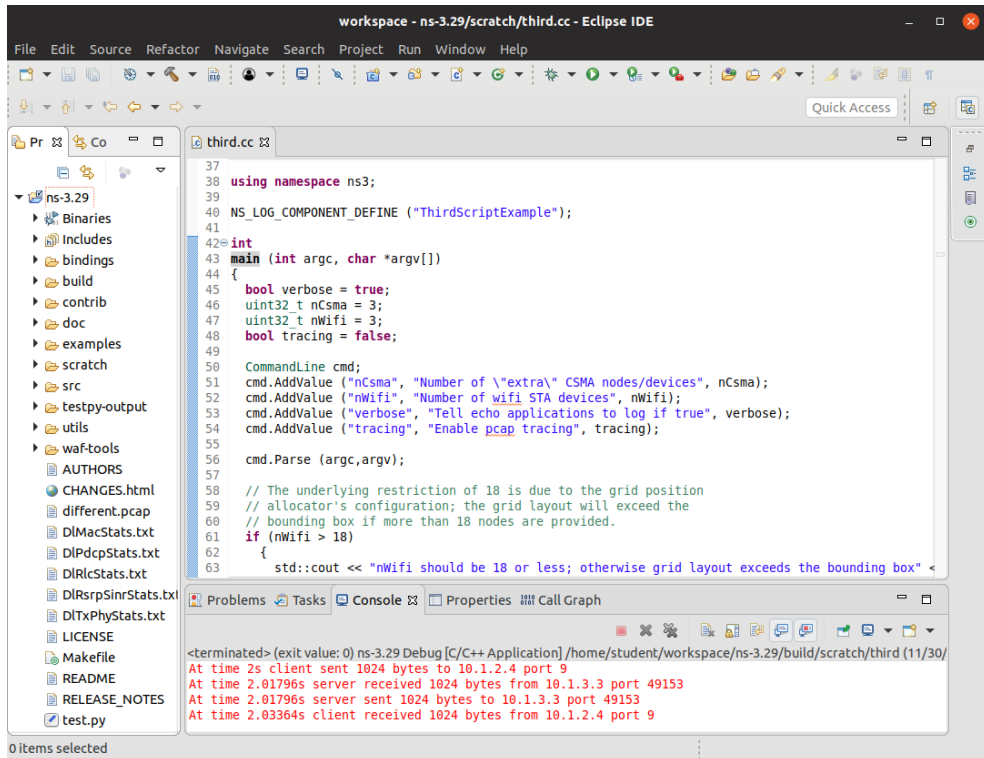 workspace - ns-3.29/scratch/third.cc - Eclipse IDE
File Edit Source Refactor Navigate Search Project Run Window Help
Quick Access
Pr
Co
ns-3.29
Binaries
Includes
bindings
build
contrib
doc
examples
scratch
src
testpy-output
utils
waf-tools
AUTHORS
CHANGES.html
different.pcap
DlMacStats.txt
DlPdcpStats.txt
DlRlcStats.txt
DlRsrpSinrStats.txt
DlTxPhyStats.txt
LICENSE
Makefile
README
RELEASE_NOTES
test.py
third.cc
37
38 using namespace ns3;
39
40 NS_LOG_COMPONENT_DEFINE ("ThirdScriptExample");
41
42 int
43 main (int argc, char *argv[])
44 {
45 bool verbose = true;
46 uint32_t nCsma = 3;
47 uint32_t nWifi = 3;
48 bool tracing = false;
49
50 CommandLine cmd;
51 cmd.AddValue ("nCsma", "Number of \"extra\" CSMA nodes/devices", nCsma);
52 cmd.AddValue ("nWifi", "Number of wifi STA devices", nWifi);
53 cmd.AddValue ("verbose", "Tell echo applications to log if true", verbose);
54 cmd.AddValue ("tracing", "Enable pcap tracing", tracing);
55
56 cmd.Parse (argc,argv);
57
58 // The underlying restriction of 18 is due to the grid position
59 // allocator's configuration; the grid layout will exceed the
60 // bounding box if more than 18 nodes are provided.
61 if (nWifi > 18)
62 {
63 std::cout << "nWifi should be 18 or less; otherwise grid layout exceeds the bounding box" <
Problems Tasks Console Properties Call Graph
<terminated> (exit value: 0) ns-3.29 Debug [C/C++ Application] /home/student/workspace/ns-3.29/build/scratch/third (11/30/
At time 2s client sent 1024 bytes to 10.1.2.4 port 9
At time 2.01796s server received 1024 bytes from 10.1.3.3 port 49153
At time 2.01796s server sent 1024 bytes to 10.1.3.3 port 49153
At time 2.03364s client received 1024 bytes from 10.1.2.4 port 9
0 items selected